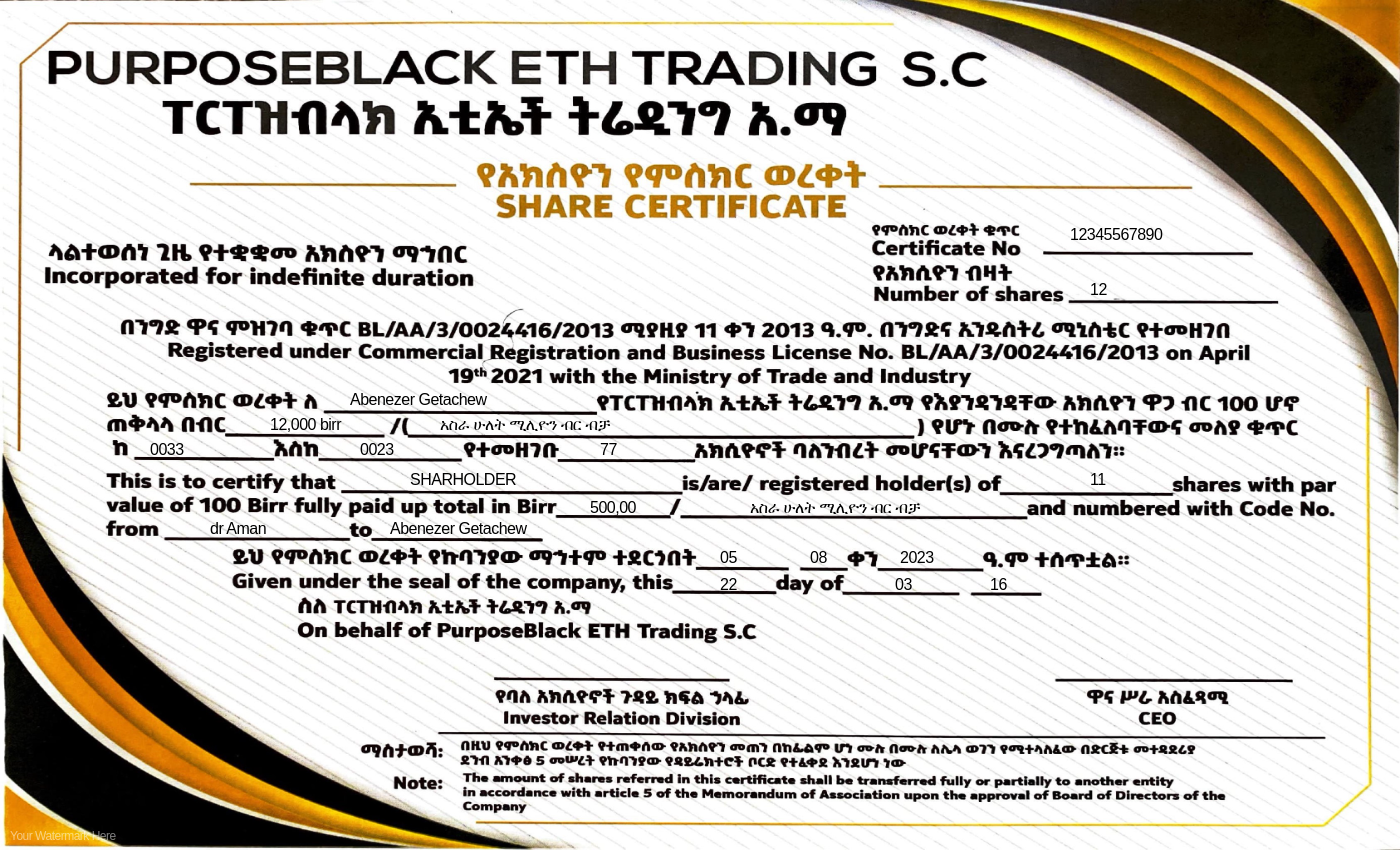 PURPOSEBLACK ETH TRADING S.C
ፐርፐዝብላክ ኢቲኤች ትሬዲንግ አ.ማ
የአክስዮን የምስክር ወረቀት
SHARE CERTIFICATE
የምስክር ወረቀት ቁጥር
Certificate No 12345567890
ላልተወሰነ ጊዜ የተቋቋመ አክስዮን ማኅበር
Incorporated for indefinite duration
የአክሲዮን ብዛት
Number of shares 12
በንግድ ዋና ምዝገባ ቁጥር BL/AA/3/0024416/2013 ሚያዚያ 11 ቀን 2013 ዓ.ም. በንግድና ኢንዱስትሪ ሚኒስቴር የተመዘገበ
Registered under Commercial Registration and Business License No. BL/AA/3/0024416/2013 on April
19th 2021 with the Ministry of Trade and Industry
ይህ የምስክር ወረቀት ለ Abenezer Getachew የፐርፐዝብላክ ኢቲኤች ትሬዲንግ አ.ማ የእያንዳንዳቸው አክሲዮን ዋጋ ብር 100 ሆኖ
ጠቅላላ በብር 12,000 birr /( አስራ ሁለት ሚሊዮን ብር ብቻ ) የሆኑ በሙሉ የተከፈለባቸውና መለያ ቁጥር
ከ 0033 እስከ 0023 የተመዘገቡ 77 አክሲዮኖች ባለንብረት መሆናቸውን እናረጋግጣለን።
This is to certify that SHARHOLDER is/are/ registered holder(s) of 11 shares with par
value of 100 Birr fully paid up total in Birr 500,00 / አስራ ሁለት ሚሊዮን ብር ብቻ and numbered with Code No.
from dr Aman to Abenezer Getachew
ይህ የምስክር ወረቀት የኩባንያው ማኅተም ተደርጎበት 05 08 ቀን 2023 ዓ.ም ተሰጥቷል።
Given under the seal of the company, this 22 day of 03 16
ስለ ፐርፐዝብላክ ኢቲኤች ትሬዲንግ አ.ማ
On behalf of PurposeBlack ETH Trading S.C
የባለ አክሲዮኖች ጉዳይ ክፍል ኀላፊ
Investor Relation Division
ዋና ሥራ አስፈጻሚ
CEO
ማስታወሻ: በዚህ የምስክር ወረቀት የተጠቀሰው የአክስዮን መጠን በከፊልም ሆነ ሙሉ በሙሉ ለሌላ ወገን የሚተላለፈው በድርጅቱ መተዳደሪያ
ደንብ አንቀፅ 5 መሠረት የኩባንያው የዳይሬክተሮች ቦርድ የተፈቀደ እንደሆነ ነው
Note: The amount of shares referred in this certificate shall be transferred fully or partially to another entity
in accordance with article 5 of the Memorandum of Association upon the approval of Board of Directors of the
Company
Your Watermark Here